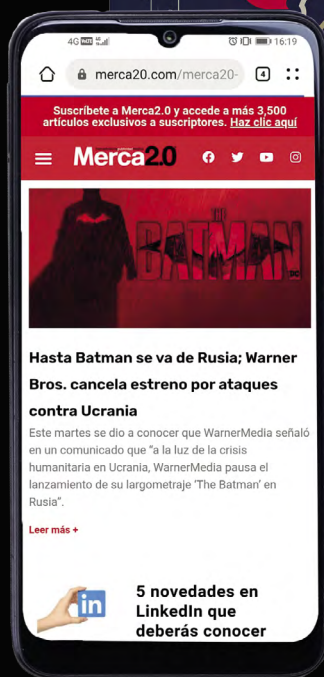 4G VoLTE 4G 16:19
merca20.com/merca20- 4
Suscríbete a Merca2.0 y accede a más 3,500
artículos exclusivos a suscriptores. Haz clic aquí
Merca2.0
THE
BATMAN
DC
Hasta Batman se va de Rusia; Warner
Bros. cancela estreno por ataques
contra Ucrania
Este martes se dio a conocer que WarnerMedia señaló
en un comunicado que "a la luz de la crisis
humanitaria en Ucrania, WarnerMedia pausa el
lanzamiento de su largometraje 'The Batman' en
Rusia".
Leer más +
in
5 novedades en
LinkedIn que
deberás conocer